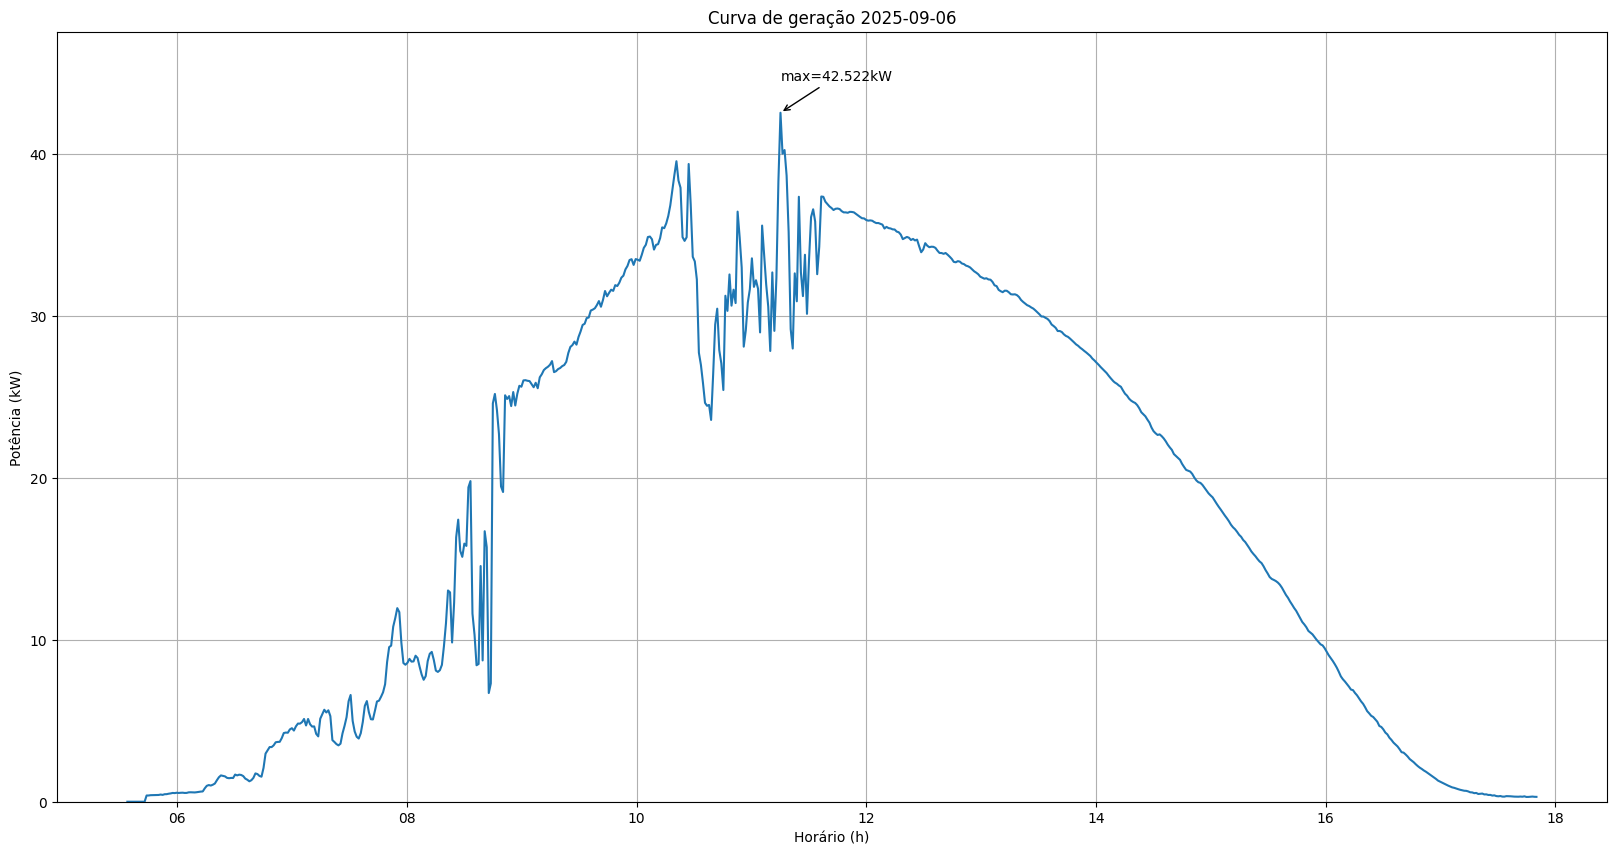 Curva de geração 2025-09-06
max=42.522kW
Potência (kW)
40
30
20
10
0
06 08 10 12 14 16 18
Horário (h)